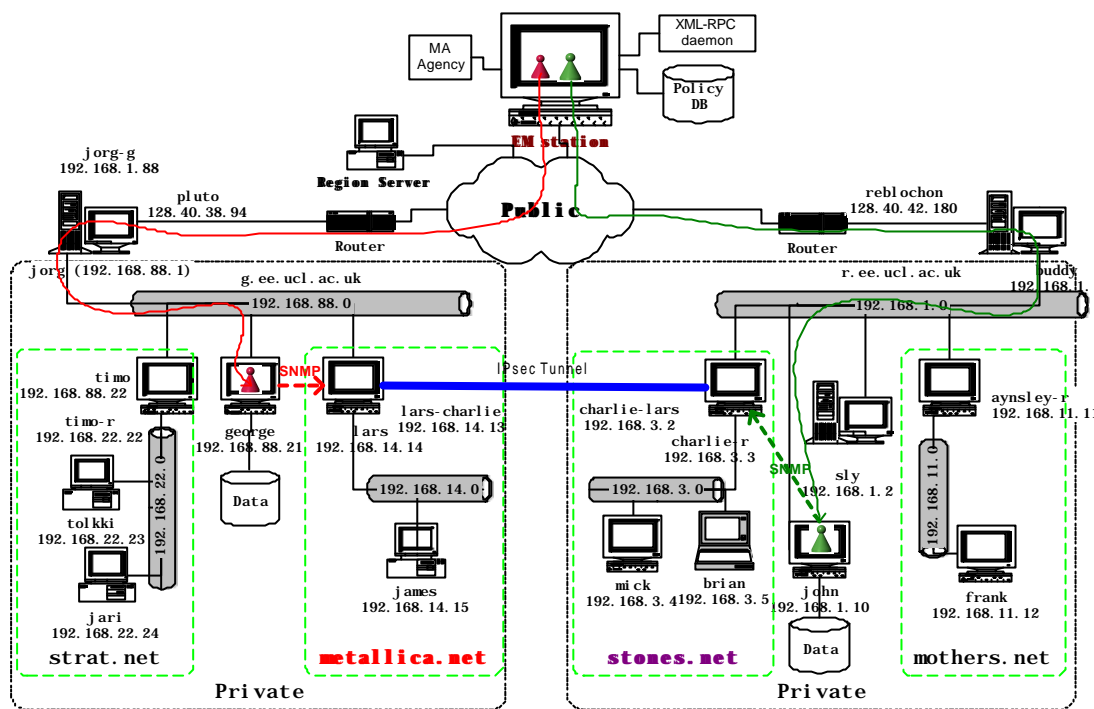 MA
Agency
XML-RPC
daemon
Policy
DB
EM station
Region Server
Public
jorg-g
192.168.1.88
pluto
128.40.38.94
Router
reblochon
128.40.42.180
Router
jorg (192.168.88.1)
g.ee.ucl.ac.uk
192.168.88.0
r.ee.ucl.ac.uk
buddy
192.168.1.
192.168.1.0
timo
192.168.88.22
SNMP
IPsec Tunnel
timo-r
192.168.22.22
george
192.168.88.21
lars
192.168.14.14
lars-charlie
192.168.14.13
charlie-lars
192.168.3.2
charlie-r
192.168.3.3
SNMP
aynsley-r
192.168.11.11
192.168.22.0
Data
192.168.14.0
192.168.3.0
sly
192.168.1.2
192.168.11.0
tolkki
192.168.22.23
james
192.168.14.15
mick
192.168.3.4
brian
192.168.3.5
john
192.168.1.10
frank
192.168.11.12
jari
192.168.22.24
Data
strat.net
metallica.net
stones.net
mothers.net
Private
Private